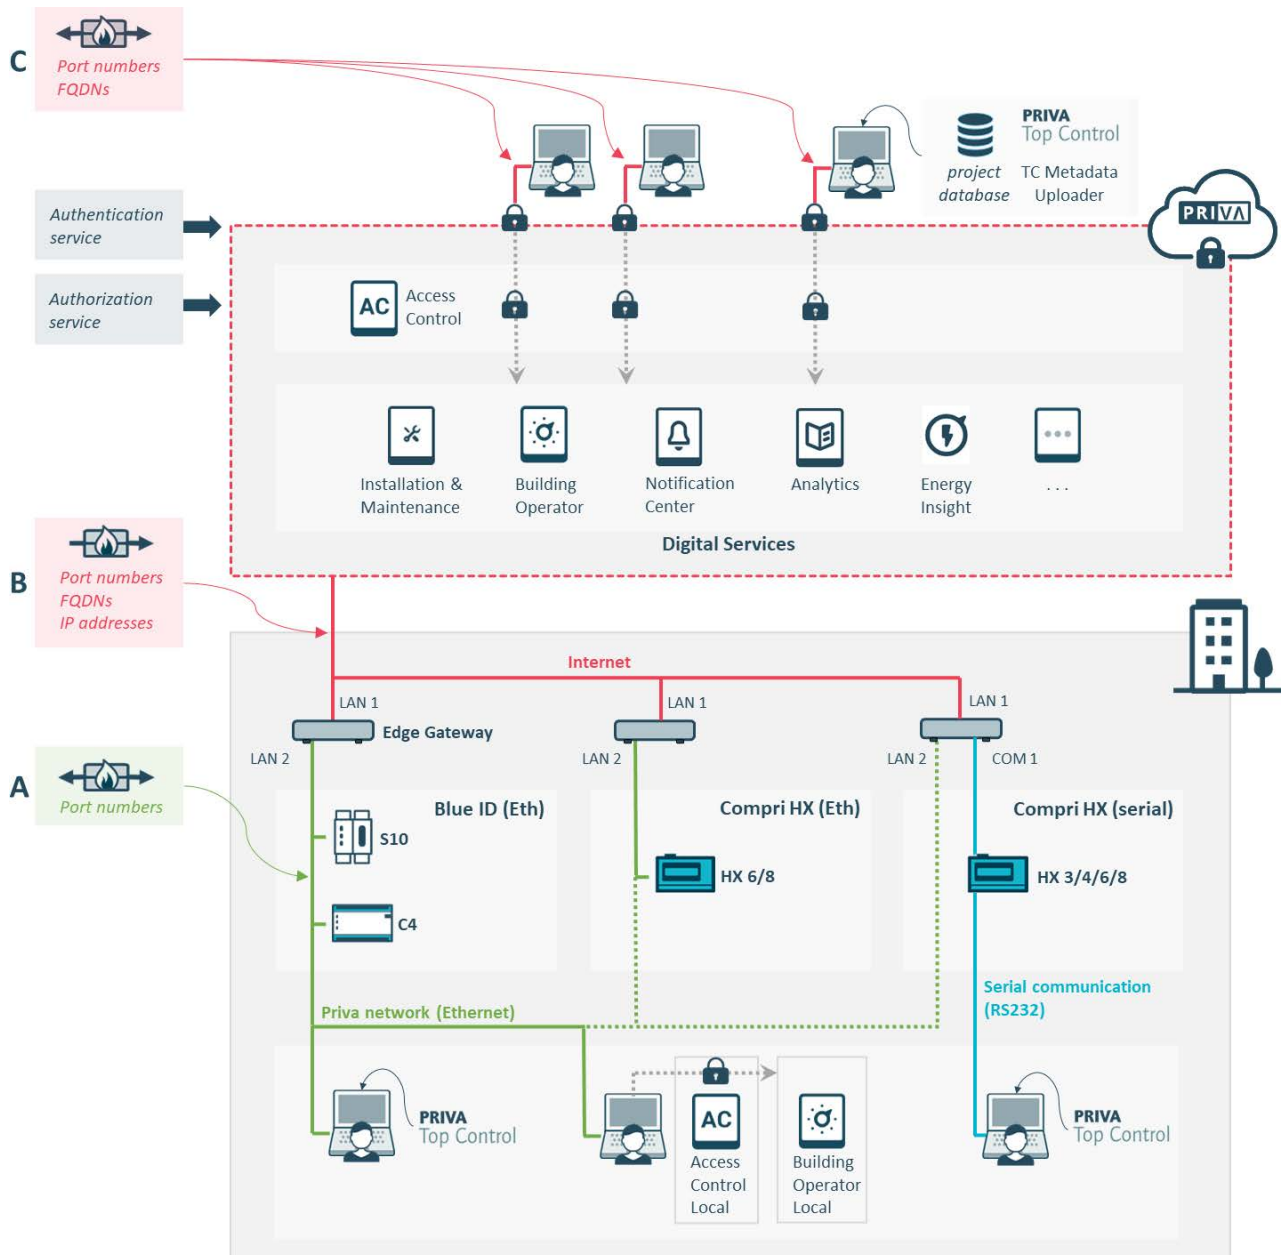 C
Port numbers
FQDNs
PRIVA
Top Control
project
database
TC Metadata
Uploader
PRIVA
Authentication
service
Authorization
service
AC
Access
Control
Installation &
Maintenance
Building
Operator
Notification
Center
Analytics
Energy
Insight
. . .
Digital Services
B
Port numbers
FQDNs
IP addresses
Internet
LAN 1
LAN 1
LAN 1
Edge Gateway
LAN 2
LAN 2
LAN 2
COM 1
A
Port numbers
Blue ID (Eth)
Compri HX (Eth)
Compri HX (serial)
S10
HX 6/8
HX 3/4/6/8
C4
Serial communication
(RS232)
Priva network (Ethernet)
PRIVA
Top Control
AC
Access
Control
Local
Building
Operator
Local
PRIVA
Top Control